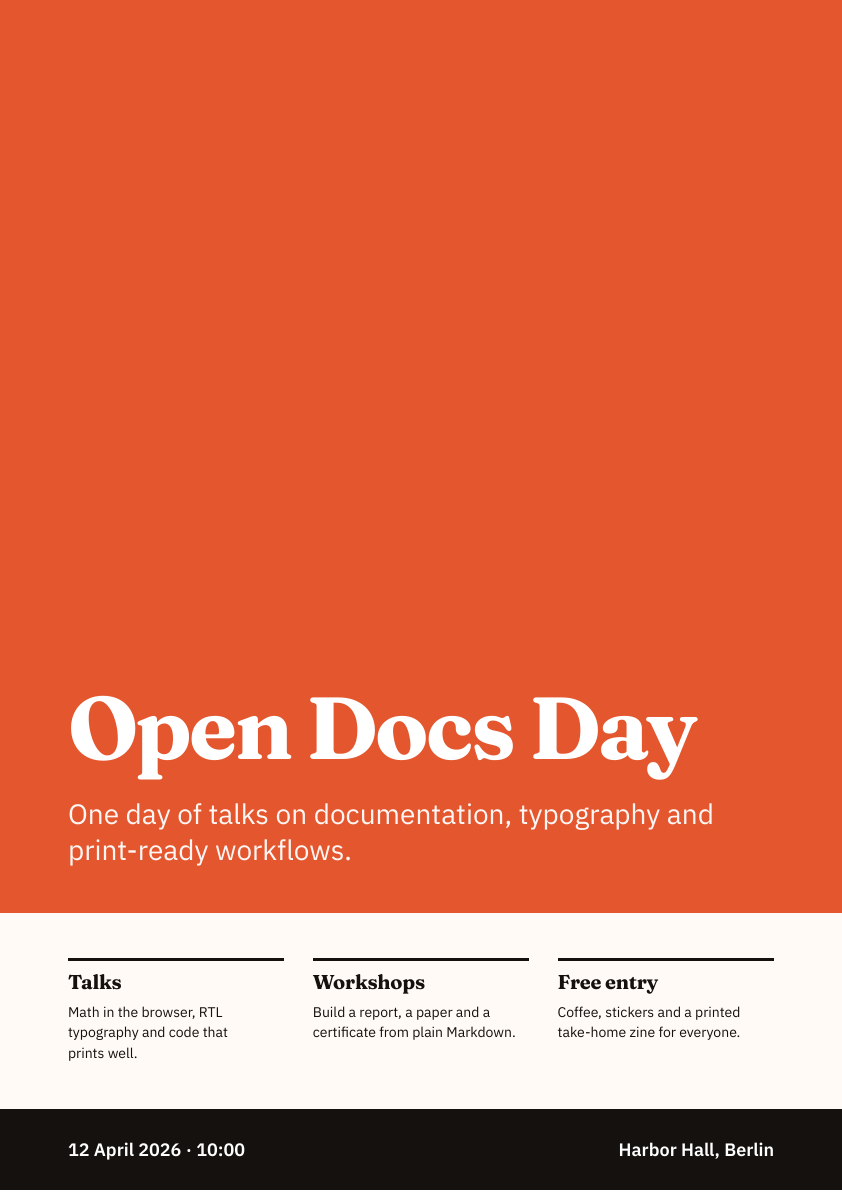 Open Docs Day
One day of talks on documentation, typography and
print-ready workflows.
Talks
Math in the browser, RTL
typography and code that
prints well.
Workshops
Build a report, a paper and a
certificate from plain Markdown.
Free entry
Coffee, stickers and a printed
take-home zine for everyone.
12 April 2026 · 10:00
Harbor Hall, Berlin